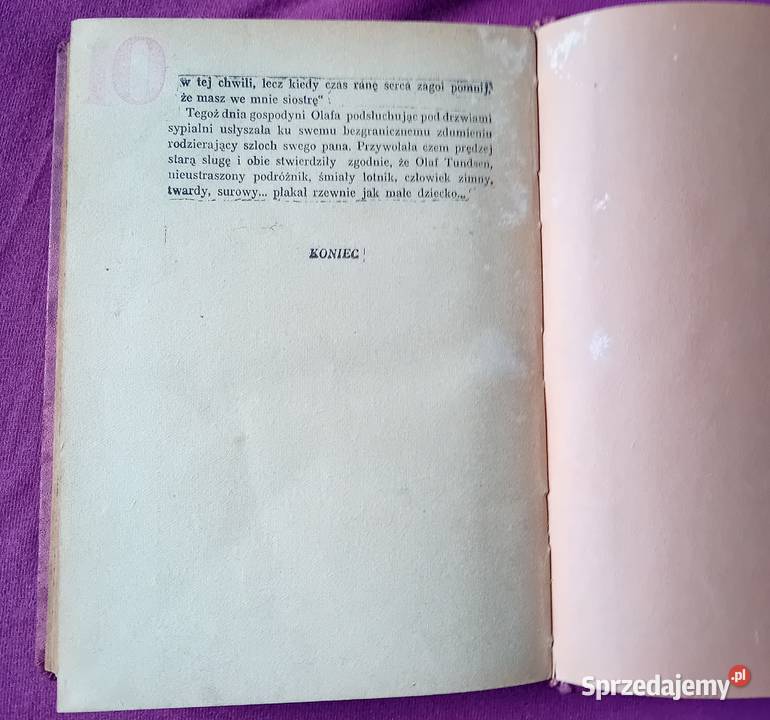 10
w tej chwili, lecz kiedy czas ranę serca zagoi pomnij,
że masz we mnie siostrę“
Tegoż dnia gospodyni Olafa podsłuchując pod drzwiami
sypialni usłyszała ku swemu bezgranicznemu zdumieniu
rodzierający szloch swego pana. Przywołała czem prędzej
starą sługę i obie stwierdziły zgodnie, że Olaf Tundsen,
nieustraszony podróżnik, śmiały lotnik, człowiek zimny,
twardy, surowy... płakał rzewnie jak małe dziecko...
KONIEC
Sprzedajemy.pl